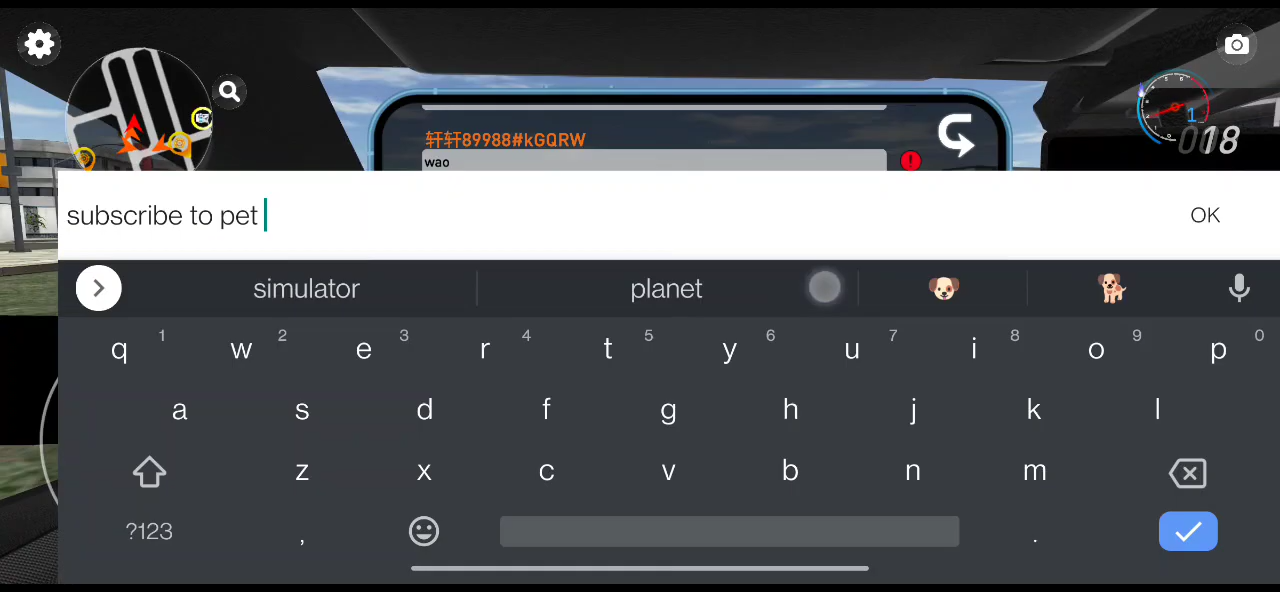 轩轩89988#kGQRW
wao
1
018
subscribe to pet
OK
simulator planet
1 2 3 4 5 6 7 8 9 0
q w e r t y u i o p
a s d f g h j k l
z x c v b n m
?123 , .